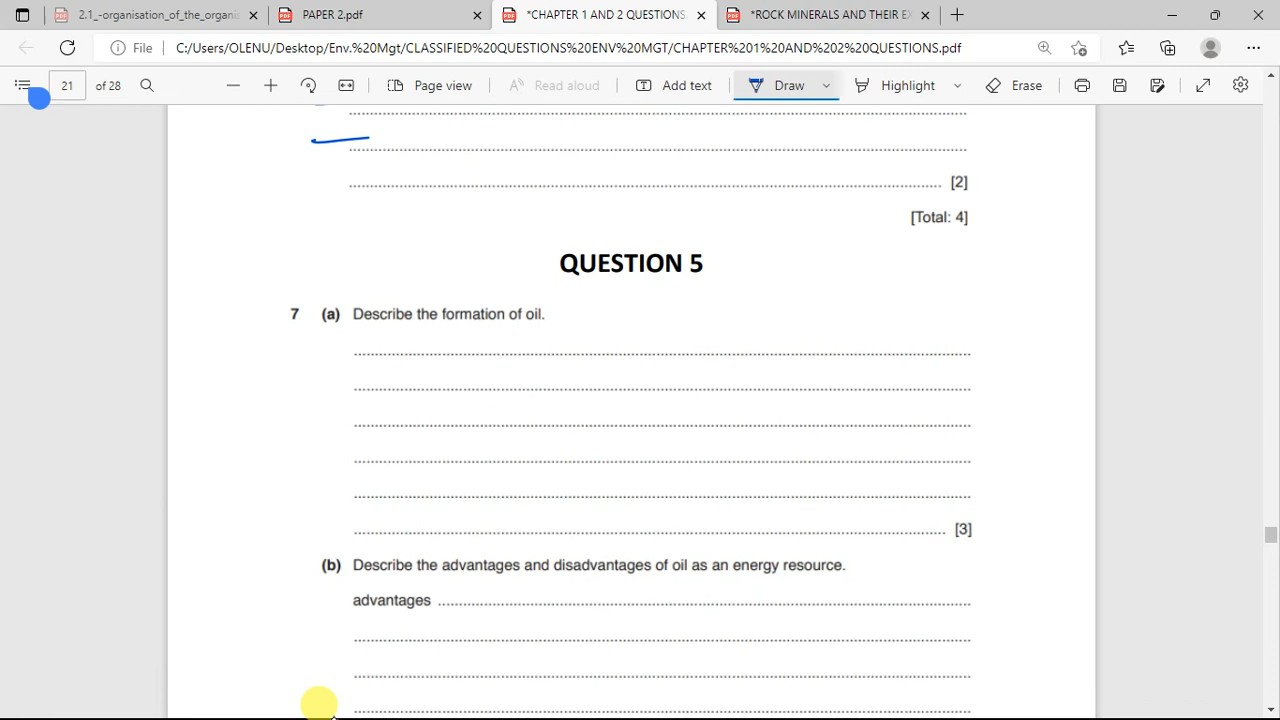 2.1_-organisation_of_the_organi
PAPER 2.pdf
*CHAPTER 1 AND 2 QUESTIONS.
*ROCK MINERALS AND THEIR EX
File C:/Users/OLENU/Desktop/Env.%20Mgt/CLASSIFIED%20QUESTIONS%20ENV%20MGT/CHAPTER%201%20AND%202%20QUESTIONS.pdf
21 of 28 Page view Read aloud Add text Draw Highlight Erase
[2]
[Total: 4]
QUESTION 5
7 (a) Describe the formation of oil.
[3]
(b) Describe the advantages and disadvantages of oil as an energy resource.
advantages